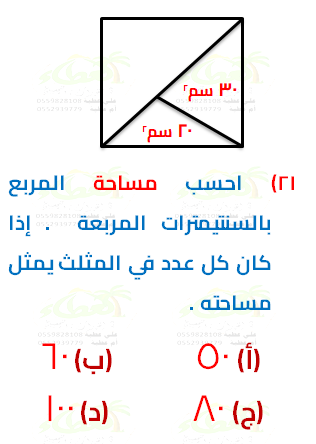 ٣٠ سم٢
٢٠ سم٢
٢١) احسب مساحة المربع
بالسنتيمترات المربعة . إذا
كان كل عدد في المثلث يمثل
مساحته .
(أ) ٥٠ (ب) ٦٠
(ج) ٨٠ (د) ١٠٠